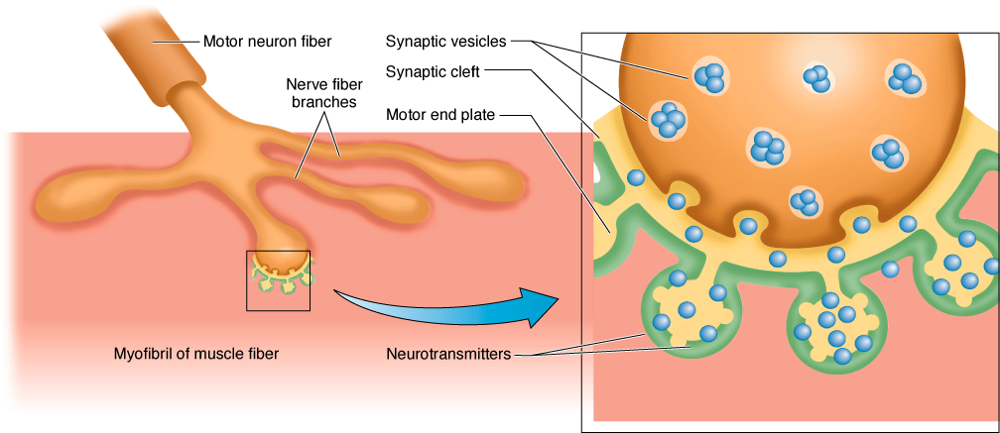 Motor neuron fiber
Nerve fiber
branches
Synaptic vesicles
Synaptic cleft
Motor end plate
Myofibril of muscle fiber
Neurotransmitters